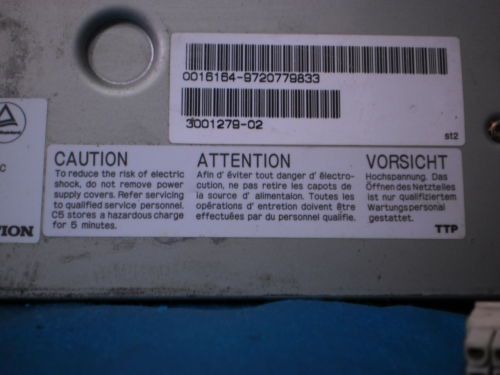 0016164-9720779833
3001279-02
st2
C
TION
CAUTION
To reduce the risk of electric
shock, do not remove power
supply covers. Refer servicing
to qualified service personnel.
C5 stores a hazardous charge
for 5 minutes.
ATTENTION
Afin d' éviter tout danger d' électro-
cution, ne pas retire les capots de
la source d' alimentaion. Toutes les
opérations d' entretion doivent être
effectuées par du personnel qualifie.
VORSICHT
Hochspannung. Das
Öffnen des Netzteiles
ist nur qualifiziertem
Wartungspersonal
gestattet.
TTP